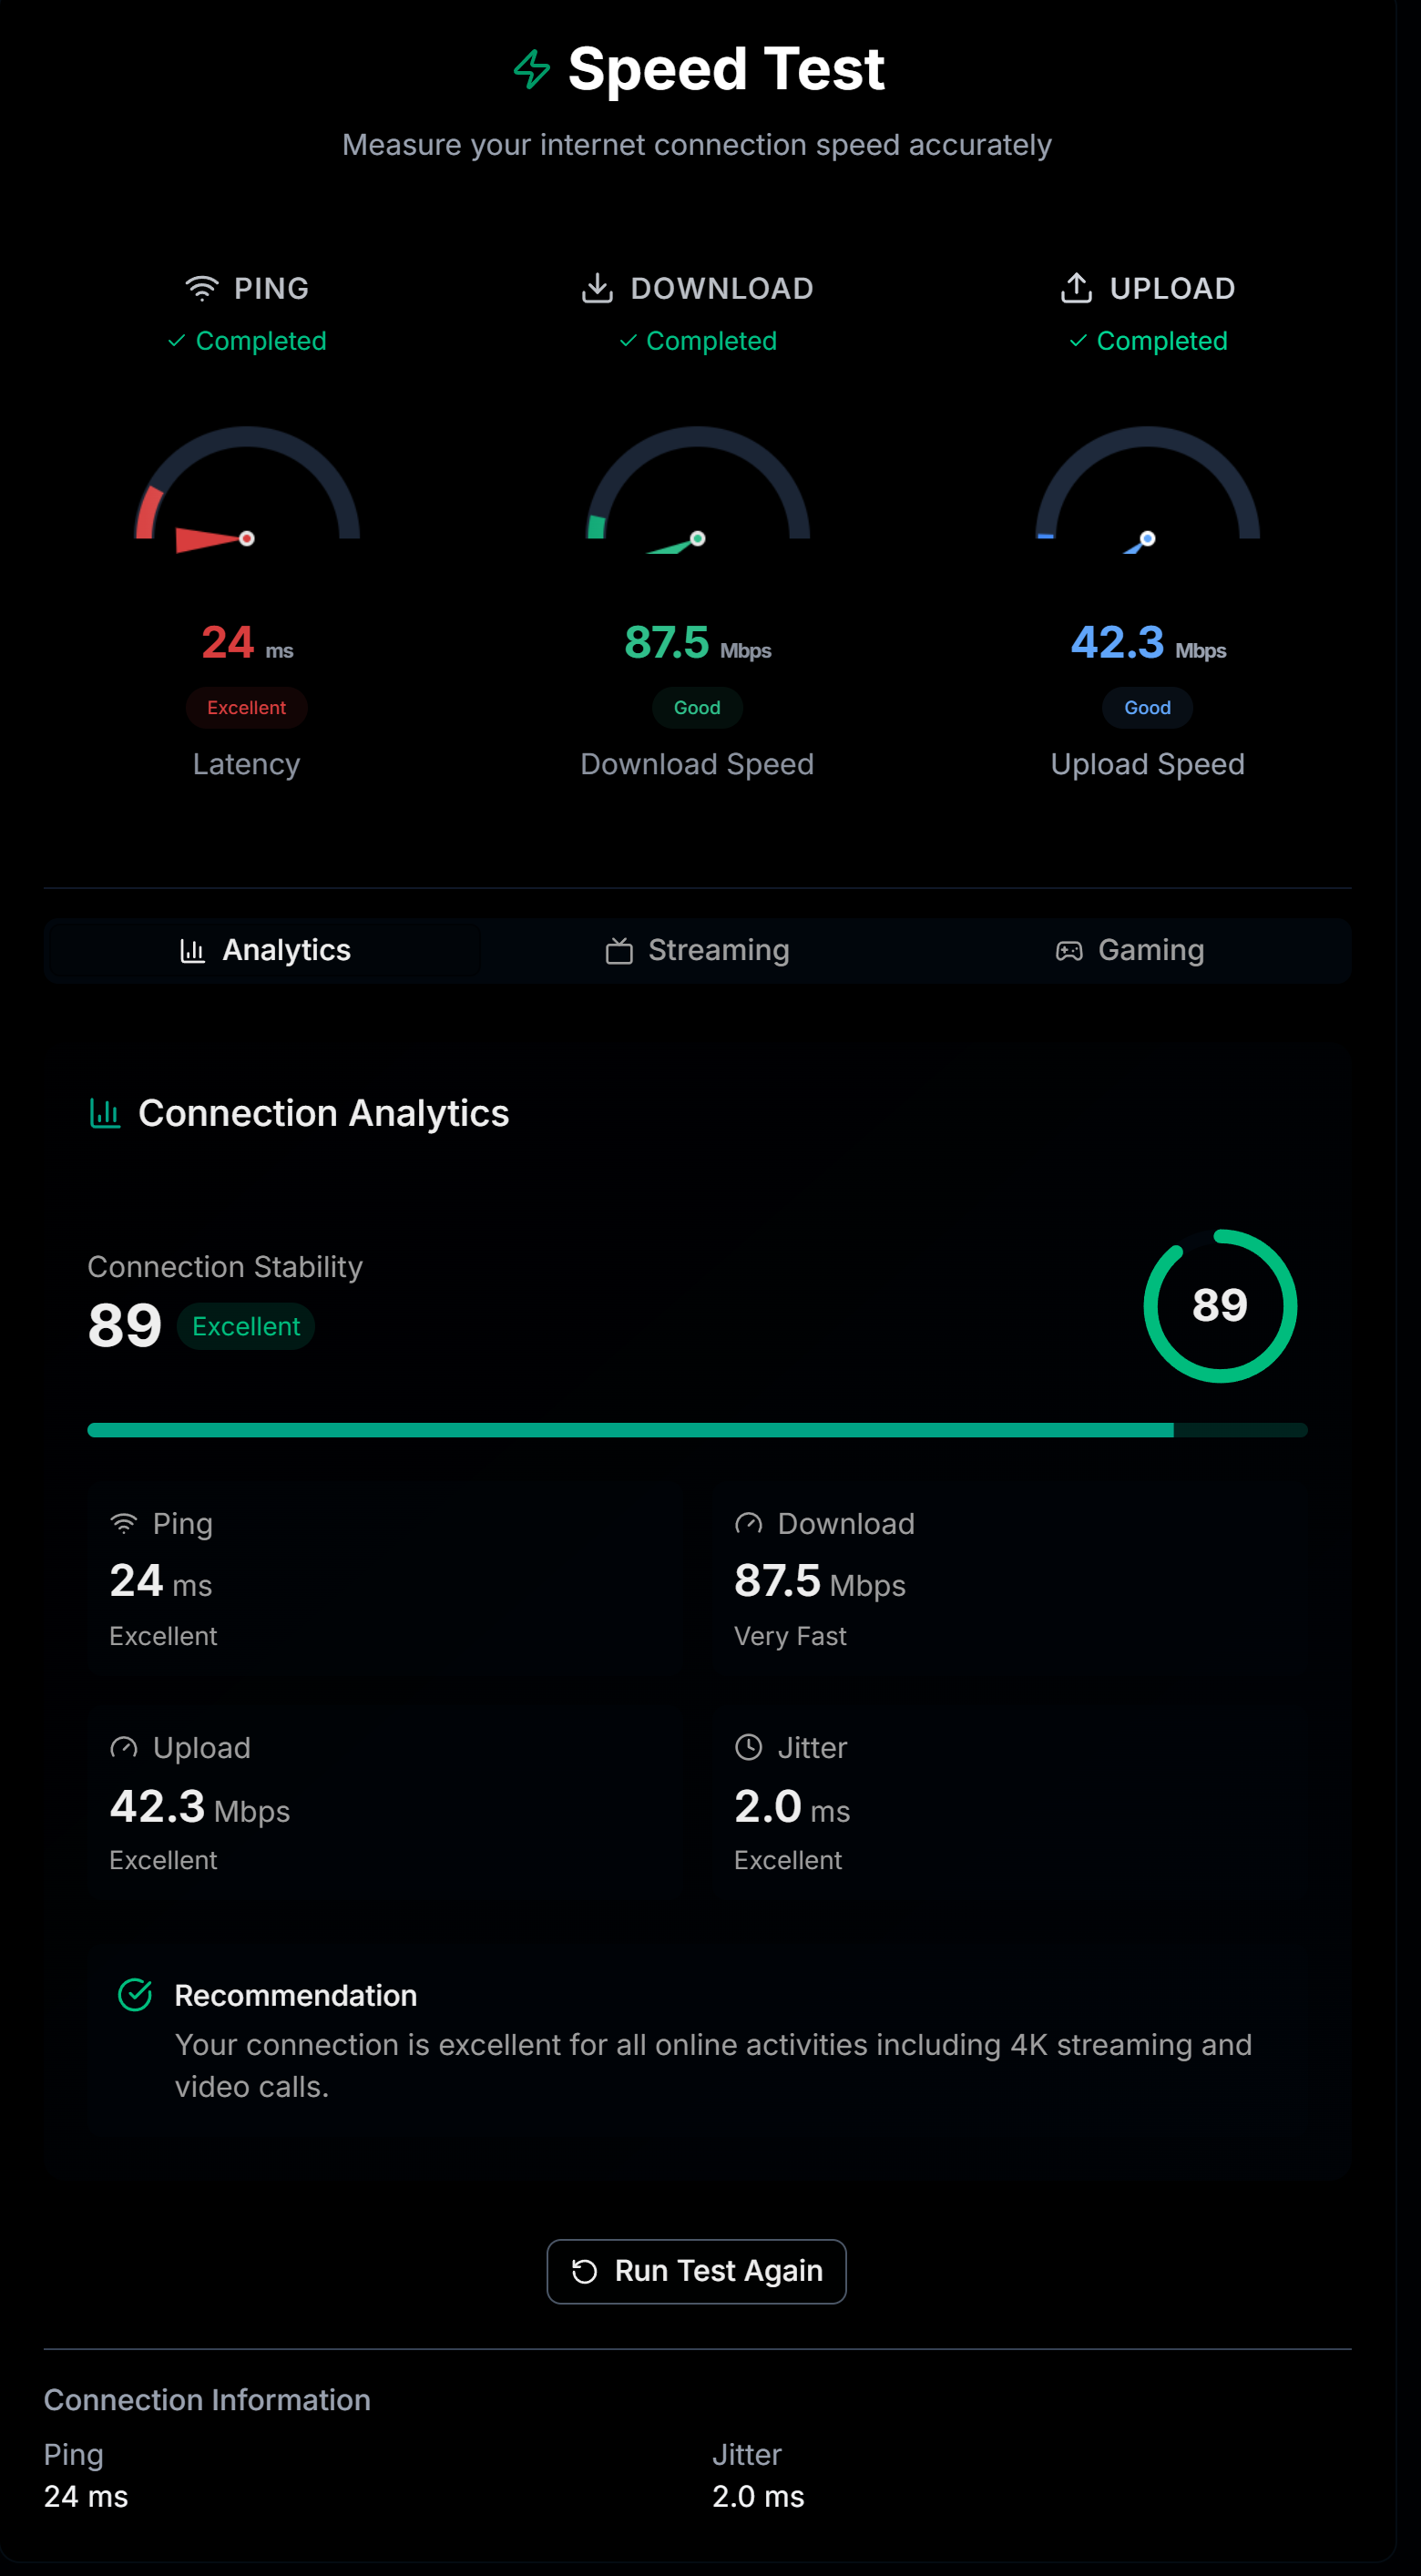 Speed Test
Measure your internet connection speed accurately
PING
Completed
24 ms
Excellent
Latency
DOWNLOAD
Completed
87.5 Mbps
Good
Download Speed
UPLOAD
Completed
42.3 Mbps
Good
Upload Speed
Analytics
Streaming
Gaming
Connection Analytics
Connection Stability
89 Excellent
89
Ping
24 ms
Excellent
Download
87.5 Mbps
Very Fast
Upload
42.3 Mbps
Excellent
Jitter
2.0 ms
Excellent
Recommendation
Your connection is excellent for all online activities including 4K streaming and
video calls.
Run Test Again
Connection Information
Ping
24 ms
Jitter
2.0 ms